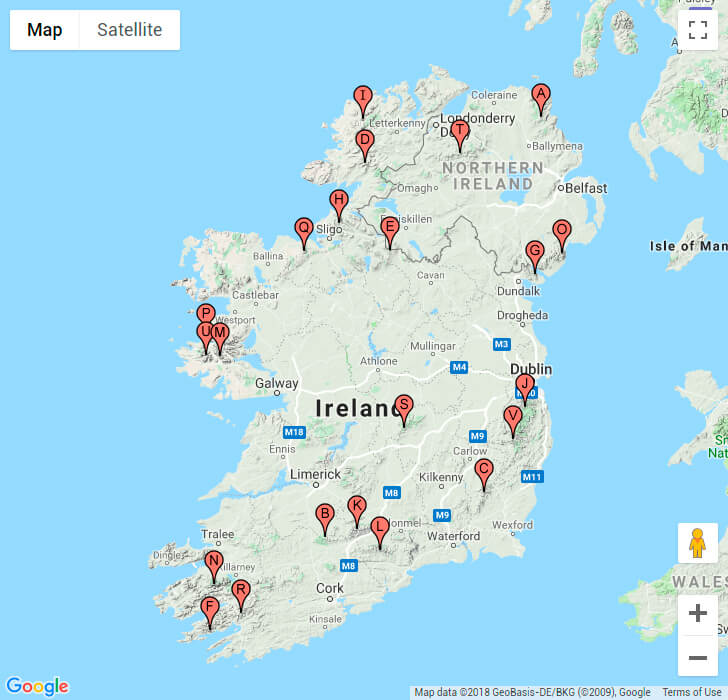 Map
Satellite
Paisley
Coleraine
A
I
Letterkenny
Londonderry
T
D
Ballymena
NORTHERN
IRELAND
Omagh
Belfast
H
Enniskillen
Q
Sligo
E
O
G
Isle of Man
Ballina
Cavan
Dundalk
Castlebar
P
Westport
Drogheda
U
M
M3
Mullingar
Athlone
M4
Dublin
Galway
J
Ireland
S
V
M18
M9
Ennis
Carlow
C
Limerick
Kilkenny
M11
M8
B
K
M9
Wexford
L
Waterford
Tralee
Dingle
N
Killarney
M8
WALES
R
Cork
F
Kinsale
Google
Map data ©2018 GeoBasis-DE/BKG (©2009), Google
Terms of Use